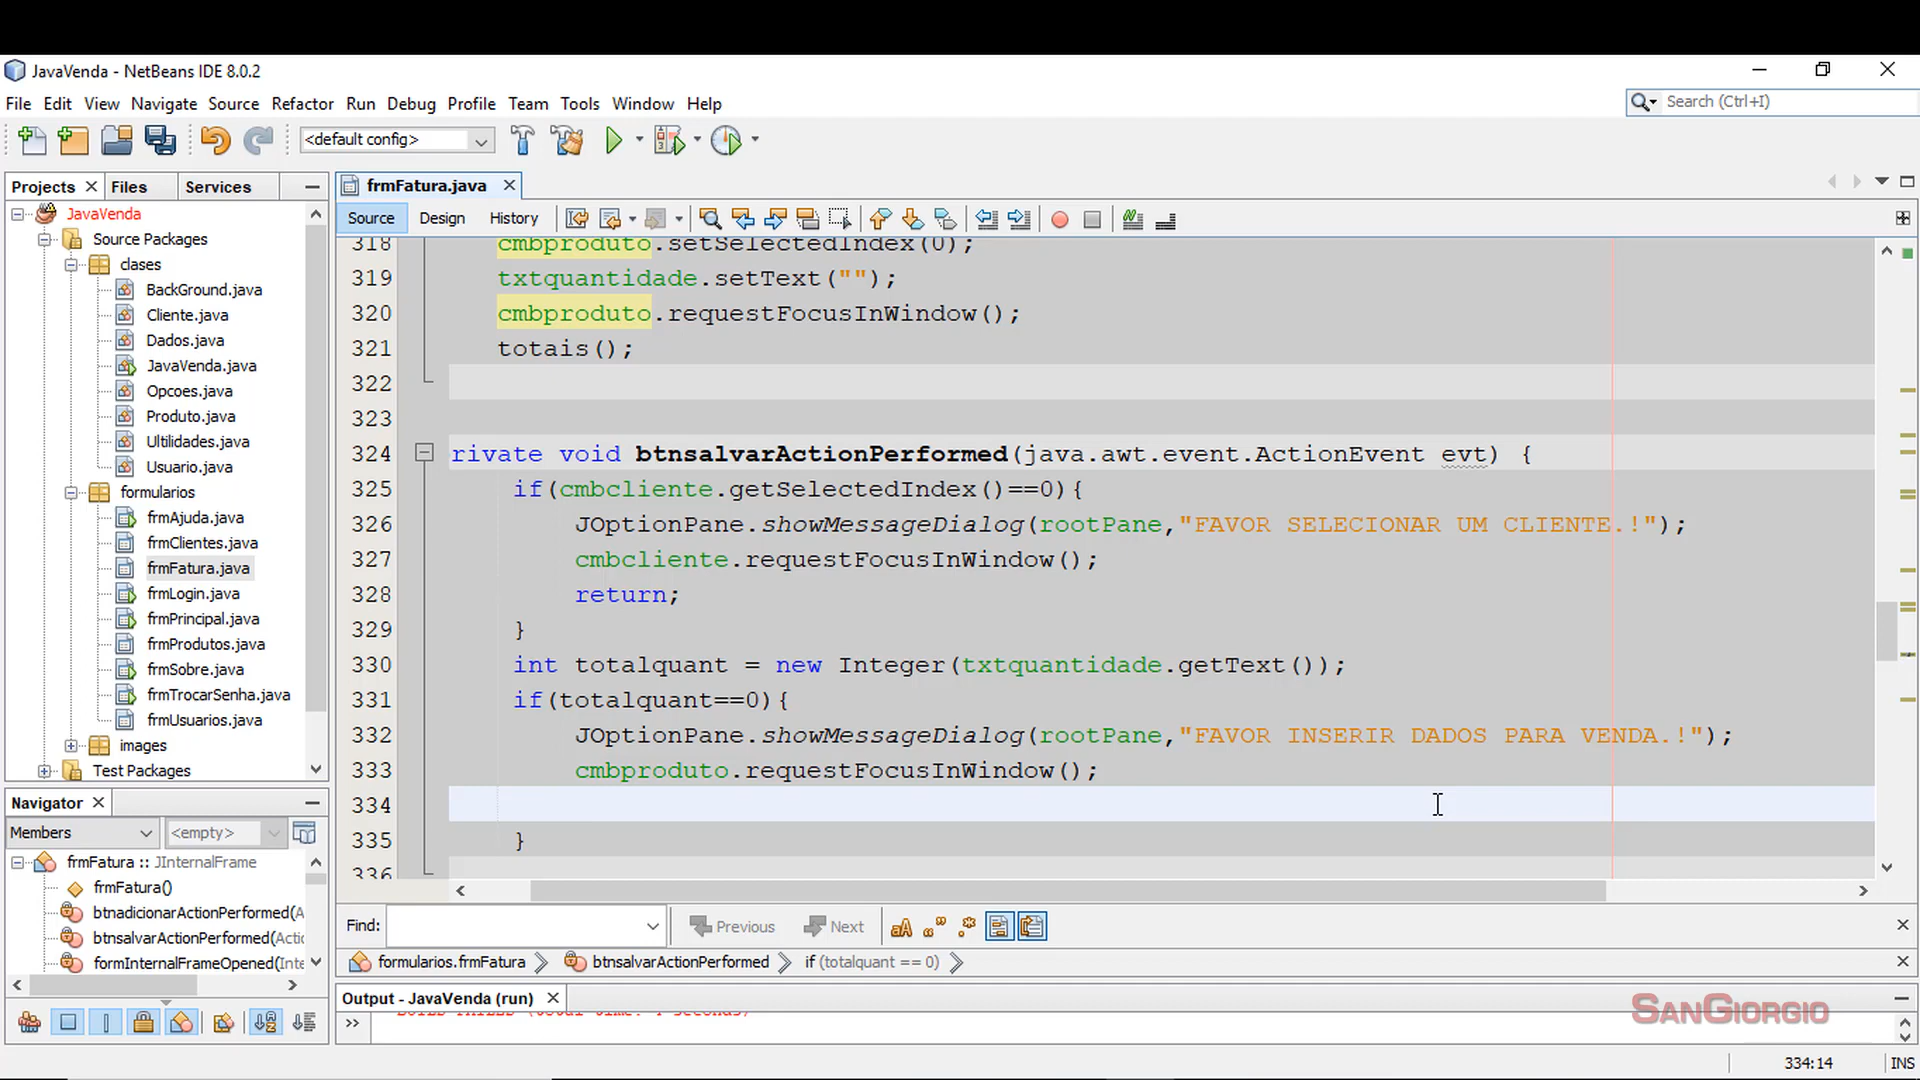 JavaVenda - NetBeans IDE 8.0.2
File Edit View Navigate Source Refactor Run Debug Profile Team Tools Window Help
Search (Ctrl+I)
<default config>
Projects Files Services
frmFatura.java
Source Design History
JavaVenda
Source Packages
clases
BackGround.java
Cliente.java
Dados.java
JavaVenda.java
Opcoes.java
Produto.java
Ultilidades.java
Usuario.java
formularios
frmAjuda.java
frmClientes.java
frmFatura.java
frmLogin.java
frmPrincipal.java
frmProdutos.java
frmSobre.java
frmTrocarSenha.java
frmUsuarios.java
images
Test Packages
318 cmbproduto.setSelectedIndex(0);
319 txtquantidade.setText("");
320 cmbproduto.requestFocusInWindow();
321 totais();
322
323
324 rivate void btnsalvarActionPerformed(java.awt.event.ActionEvent evt) {
325 if(cmbcliente.getSelectedIndex()==0){
326 JOptionPane.showMessageDialog(rootPane,"FAVOR SELECIONAR UM CLIENTE.!");
327 cmbcliente.requestFocusInWindow();
328 return;
329 }
330 int totalquant = new Integer(txtquantidade.getText());
331 if(totalquant==0){
332 JOptionPane.showMessageDialog(rootPane,"FAVOR INSERIR DADOS PARA VENDA.!");
333 cmbproduto.requestFocusInWindow();
334
335 }
336
Navigator
Members <empty>
frmFatura :: JInternalFrame
frmFatura()
btnadicionarActionPerformed(A
btnsalvarActionPerformed(Actio
formInternalFrameOpened(Inte
Find: Previous Next
formularios.frmFatura btnsalvarActionPerformed if (totalquant == 0)
Output - JavaVenda (run)
SANGIORGIO
334:14 INS